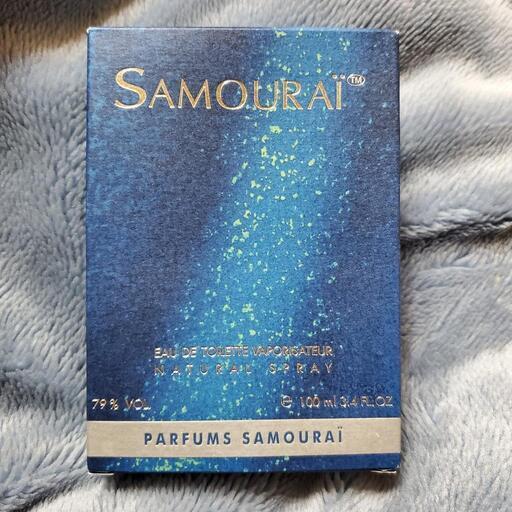 SAMOURAÏ™
EAU DE TOILETTE VAPORISATEUR
NATURAL SPRAY
79% VOL. ℮ 100 ml 3.4 FL.OZ
PARFUMS SAMOURAÏ